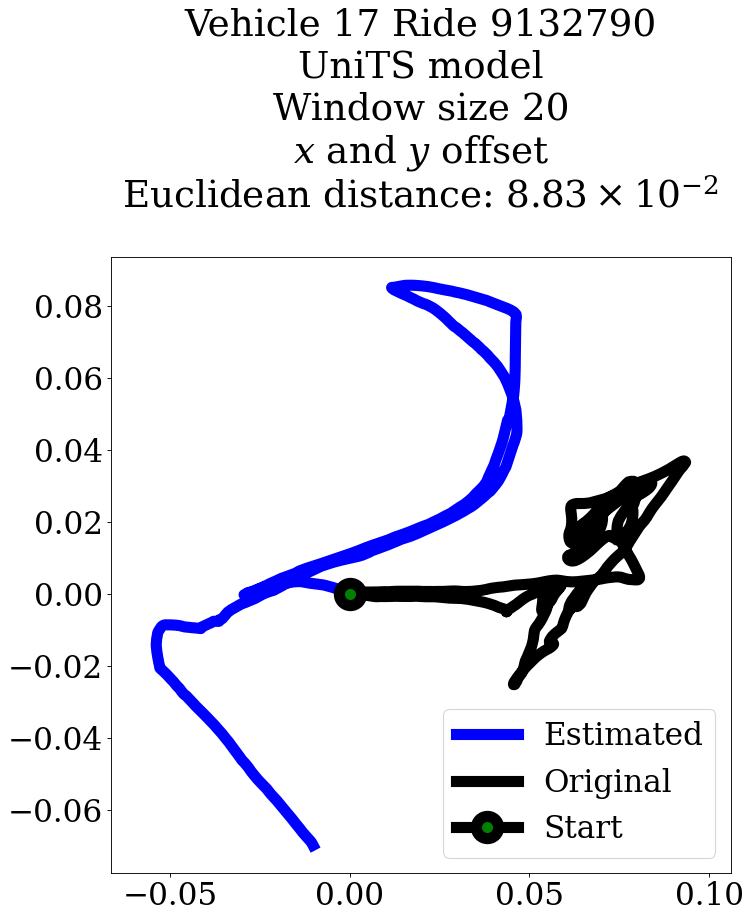 Vehicle 17 Ride 9132790
UniTS model
Window size 20
x and y offset
Euclidean distance: 8.83 × 10⁻²
0.08
0.06
0.04
0.02
0.00
−0.02
−0.04
−0.06
−0.05 0.00 0.05 0.10
Estimated
Original
Start